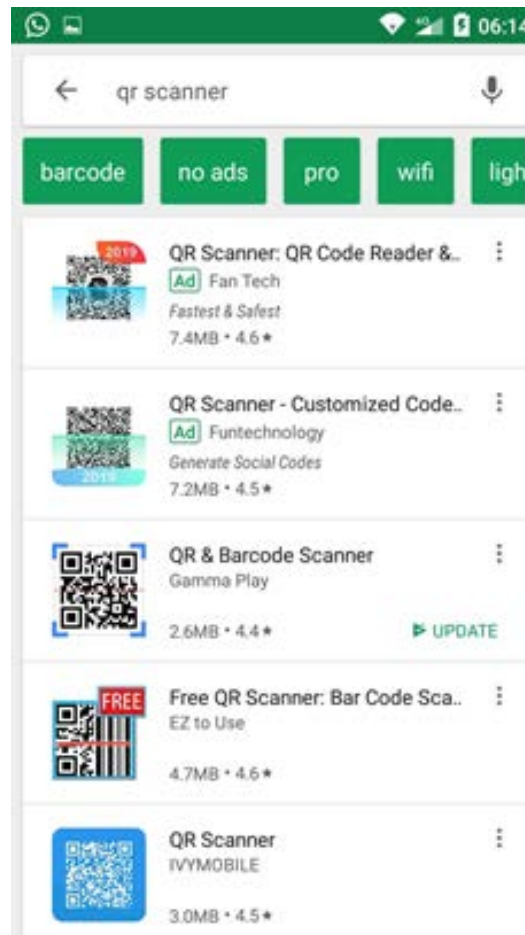 4G 06:14
qr scanner
barcode no ads pro wifi ligh
2019
QR Scanner: QR Code Reader &..
Ad Fan Tech
Fastest & Safest
7.4MB • 4.6★
QR Scanner - Customized Code..
Ad Funtechnology
Generate Social Codes
2019
7.2MB • 4.5★
QR & Barcode Scanner
Gamma Play
2.6MB • 4.4★ UPDATE
FREE
Free QR Scanner: Bar Code Sca..
EZ to Use
4.7MB • 4.6★
QR Scanner
IVYMOBILE
3.0MB • 4.5★